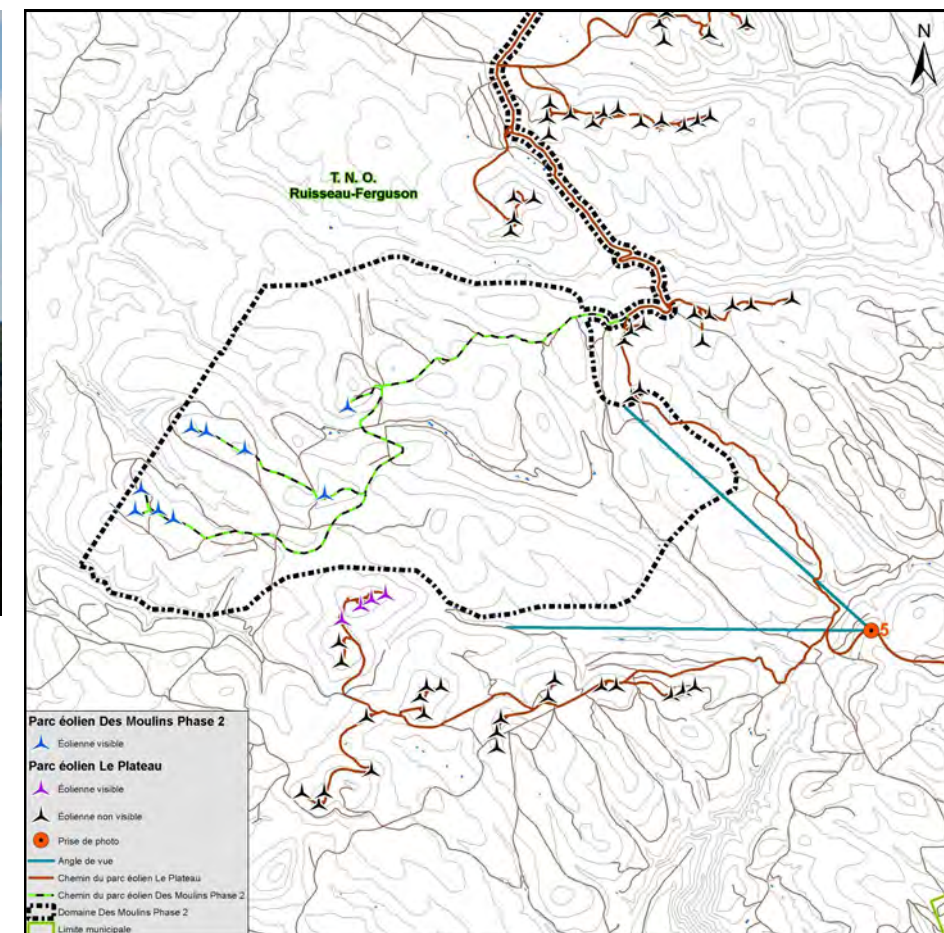 N
T. N. O.
Ruisseau-Ferguson
5
Parc éolien Des Moulins Phase 2
Éolienne visible
Parc éolien Le Plateau
Éolienne visible
Éolienne non visible
Prise de photo
Angle de vue
Chemin du parc éolien Le Plateau
Chemin du parc éolien Des Moulins Phase 2
Domaine Des Moulins Phase 2
Limite municipale